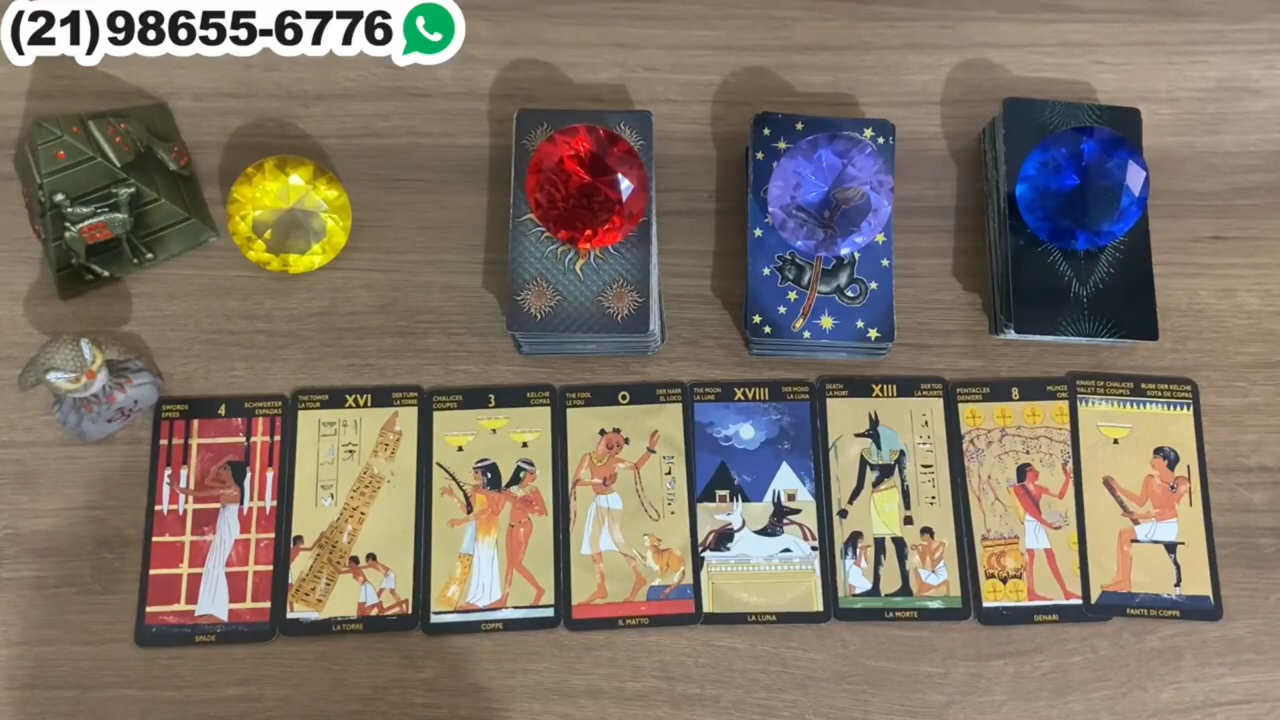 (21)98655-6776
SWORDS
EPEES
4
SCHWERTER
ESPADAS
SPADE
THE TOWER
LA TOUR
XVI
DER TURM
LA TORRE
LA TORRE
CHALICES
COUPES
3
KELCHE
COPAS
COPPE
THE FOOL
LE FOU
0
DER NARR
EL LOCO
IL MATTO
THE MOON
LA LUNE
XVIII
DER MOND
LA LUNA
LA LUNA
DEATH
LA MORT
XIII
DER TOD
LA MUERTE
LA MORTE
PENTACLES
DENIERS
8
DENARI
KNAVE OF CHALICES
VALET DE COUPES
BUBE DER KELCHE
SOTA DE COPAS
FANTE DI COPPE